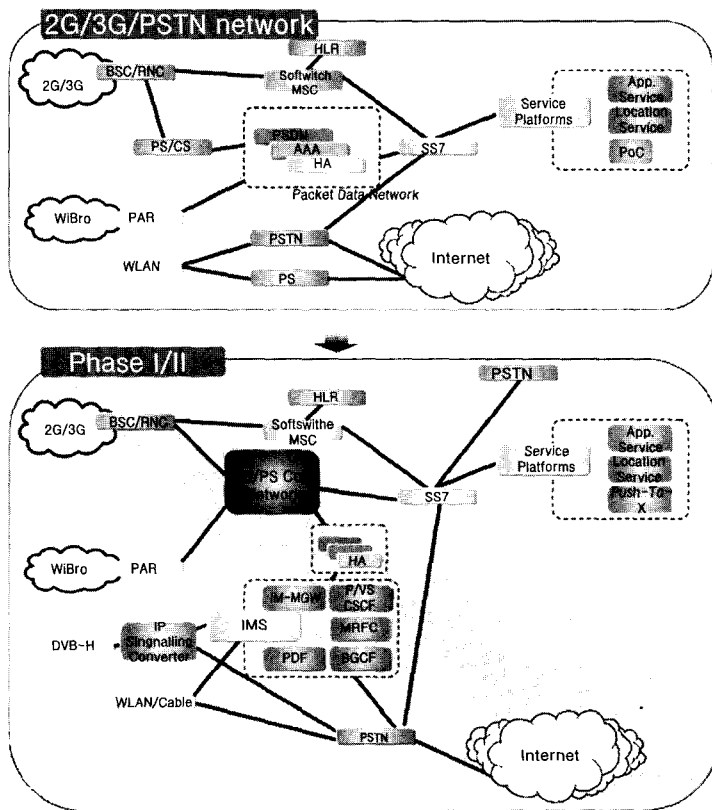 2G/3G/PSTN network
HLR
BSC/RNC
2G/3G
Softwitch
MSC
App.
Service
Service
Platforms
Location
Service
PS/CS
AAA
HA
SS7
PoC
Packet Data Network
WiBro
PAR
PSTN
Internet
WLAN
PS
Phase I/II
PSTN
HLR
2G/3G
BSC/RNC
Softswithe
MSC
App.
Service
Service
Platforms
Location
Service
/PS
SS7
Push-To-
X
HA
WiBro
PAR
IM-MGW
P/VS
CSCF
IMS
MRFC
DVB-H
IP
Singnalling
Converter
PDF
BGCF
WLAN/Cable
PSTN
Internet